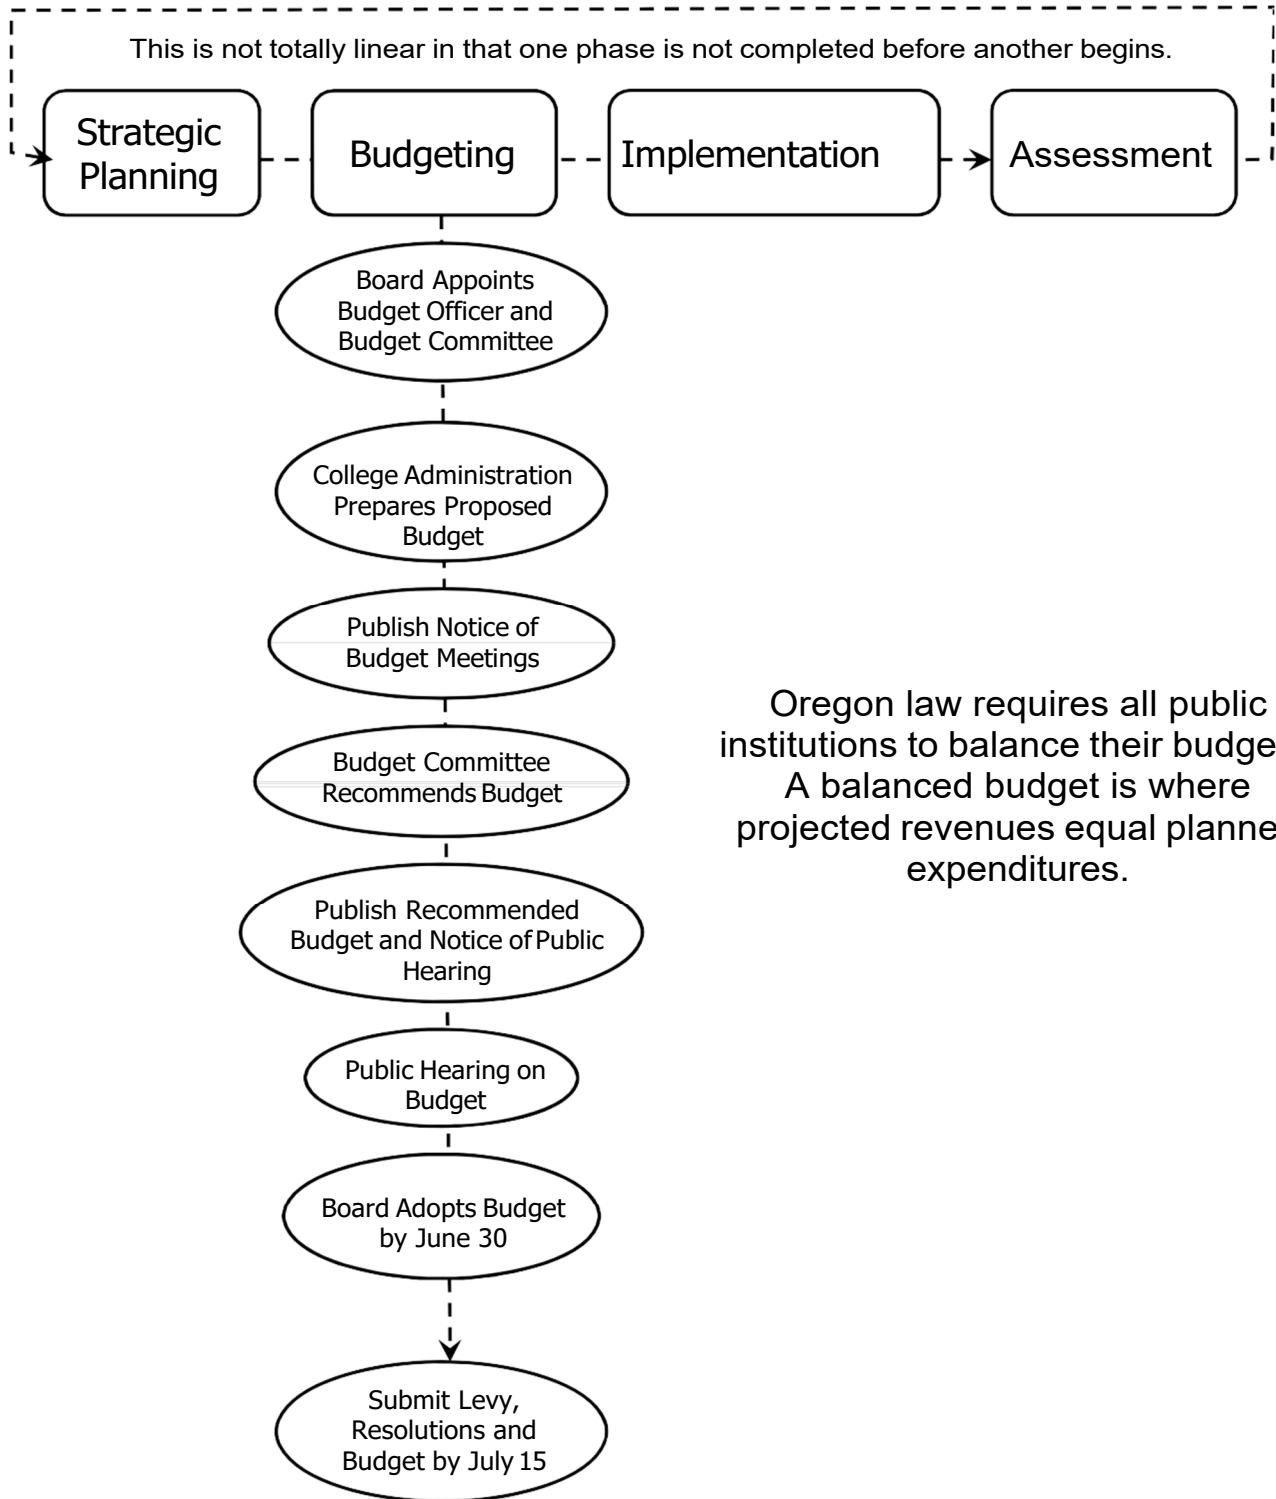 This is not totally linear in that one phase is not completed before another begins.
Strategic
Planning
Budgeting
Implementation
Assessment
Board Appoints
Budget Officer and
Budget Committee
College Administration
Prepares Proposed
Budget
Publish Notice of
Budget Meetings
Budget Committee
Recommends Budget
Publish Recommended
Budget and Notice of Public
Hearing
Public Hearing on
Budget
Board Adopts Budget
by June 30
Submit Levy,
Resolutions and
Budget by July 15
Oregon law requires all public
institutions to balance their budge
A balanced budget is where
projected revenues equal planne
expenditures.